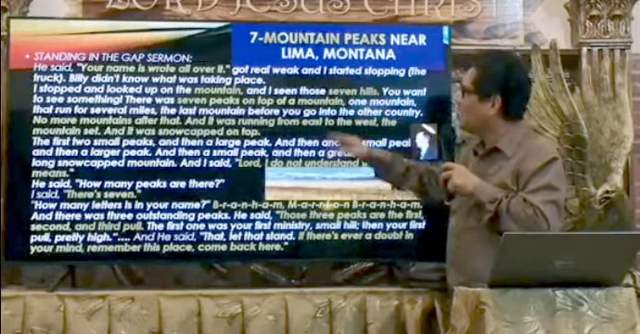 LORD JESUS CHRIST
7-MOUNTAIN PEAKS NEAR
LIMA, MONTANA
• STANDING IN THE GAP SERMON:
He said, "Your name is wrote all over it." got real weak and I started stopping (the
truck). Billy didn't know what was taking place.
I stopped and looked up on the mountain, and I seen those seven hills. You want
to see something! There was seven peaks on top of a mountain, one mountain,
that run for several miles, the last mountain before you go into the other country.
No more mountains after that. And it was running from east to the west, the
mountain set. And it was snowcapped on top.
The first two small peaks, and then a large peak. And then small peak
and then a larger peak. And then a small peak, and then a
long snowcapped mountain. And I said, "Lord, I do not understand
means."
He said, "How many peaks are there?"
I said, "There's seven."
"How many letters is in your name?" B-r-a-n-h-a-m, M-a-r-r-i-o-n B-r-a-n-h-a-m.
And there was three outstanding peaks. He said, "Those three peaks are the first,
second, and third pull. The first one was your first ministry, small hill; then your first
pull, pretty high.".... And He said, "That, let that stand. If there's ever a doubt in
your mind, remember this place, come back here."